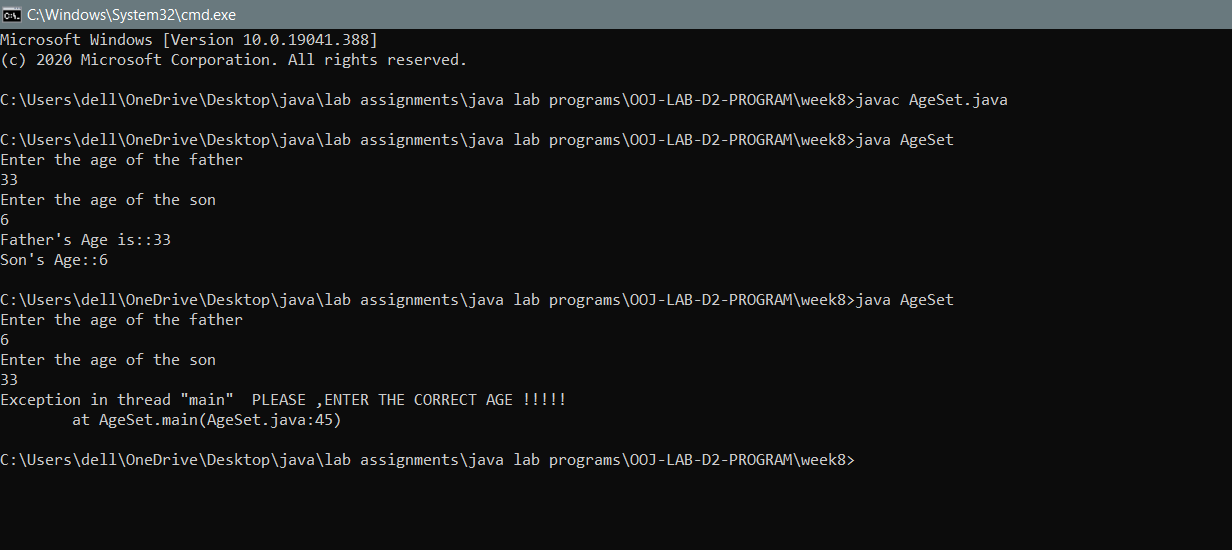 C:\Windows\System32\cmd.exe
Microsoft Windows [Version 10.0.19041.388]
(c) 2020 Microsoft Corporation. All rights reserved.
C:\Users\dell\OneDrive\Desktop\java\lab assignments\java lab programs\OOJ-LAB-D2-PROGRAM\week8>javac AgeSet.java
C:\Users\dell\OneDrive\Desktop\java\lab assignments\java lab programs\OOJ-LAB-D2-PROGRAM\week8>java AgeSet
Enter the age of the father
33
Enter the age of the son
6
Father's Age is::33
Son's Age::6
C:\Users\dell\OneDrive\Desktop\java\lab assignments\java lab programs\OOJ-LAB-D2-PROGRAM\week8>java AgeSet
Enter the age of the father
6
Enter the age of the son
33
Exception in thread "main"  PLEASE ,ENTER THE CORRECT AGE !!!!!
        at AgeSet.main(AgeSet.java:45)
C:\Users\dell\OneDrive\Desktop\java\lab assignments\java lab programs\OOJ-LAB-D2-PROGRAM\week8>